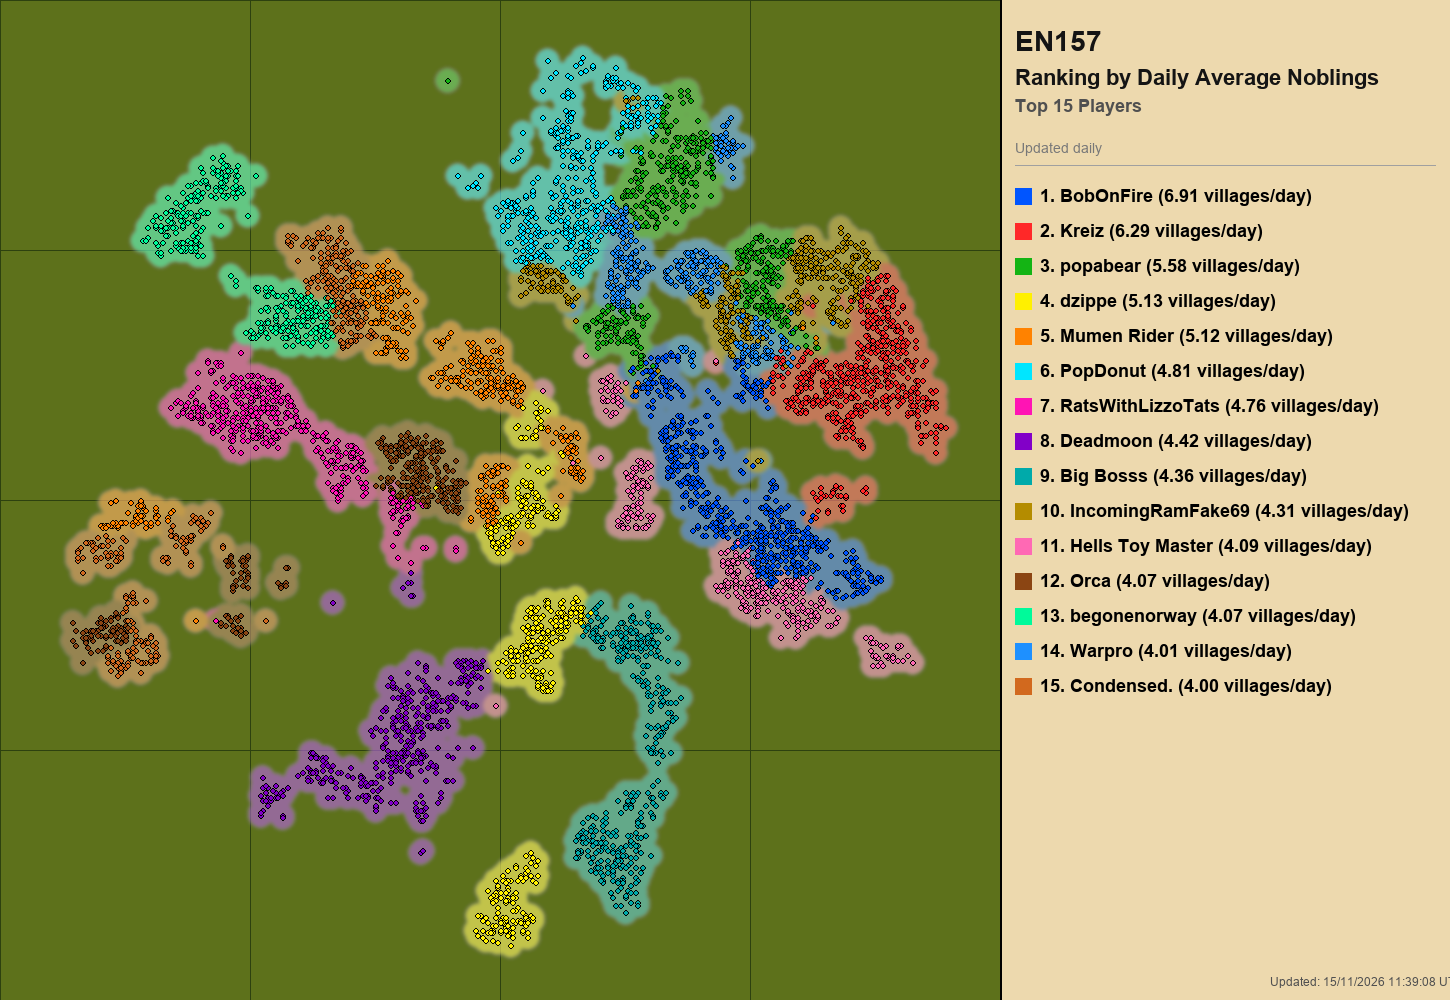 EN157
Ranking by Daily Average Noblings
Top 15 Players
Updated daily
1. BobOnFire (6.91 villages/day)
2. Kreiz (6.29 villages/day)
3. popabear (5.58 villages/day)
4. dzippe (5.13 villages/day)
5. Mumen Rider (5.12 villages/day)
6. PopDonut (4.81 villages/day)
7. RatsWithLizzoTats (4.76 villages/day)
8. Deadmoon (4.42 villages/day)
9. Big Bosss (4.36 villages/day)
10. IncomingRamFake69 (4.31 villages/day)
11. Hells Toy Master (4.09 villages/day)
12. Orca (4.07 villages/day)
13. begonenorway (4.07 villages/day)
14. Warpro (4.01 villages/day)
15. Condensed. (4.00 villages/day)
Updated: 15/11/2026 11:39:08